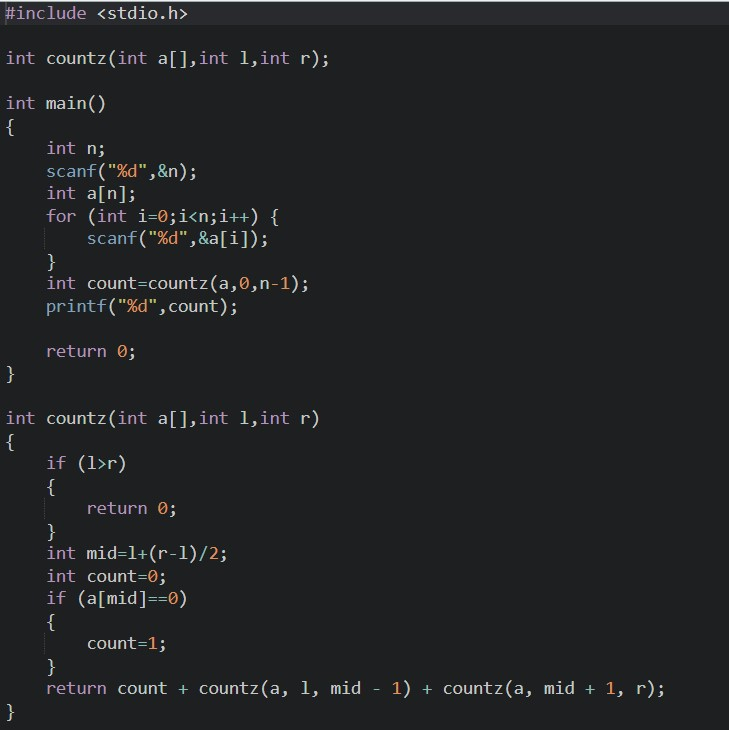 #include <stdio.h>

int countz(int a[],int l,int r);

int main()
{
    int n;
    scanf("%d",&n);
    int a[n];
    for (int i=0;i<n;i++) {
        scanf("%d",&a[i]);
    }
    int count=countz(a,0,n-1);
    printf("%d",count);

    return 0;
}

int countz(int a[],int l,int r)
{
    if (l>r)
    {
        return 0;
    }
    int mid=l+(r-l)/2;
    int count=0;
    if (a[mid]==0)
    {
        count=1;
    }
    return count + countz(a, l, mid - 1) + countz(a, mid + 1, r);
}